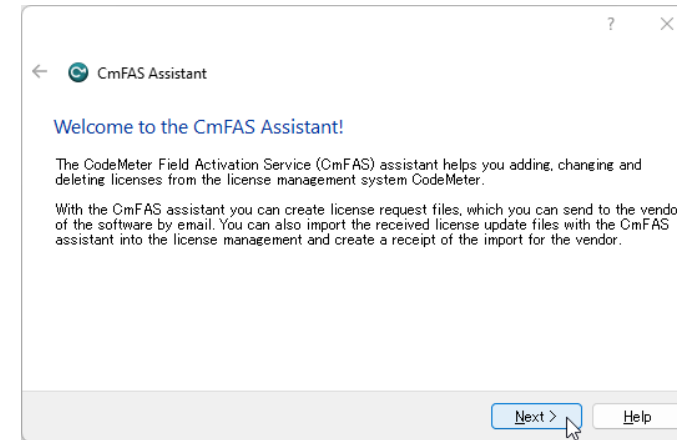 CmFAS Assistant
Welcome to the CmFAS Assistant!
The CodeMeter Field Activation Service (CmFAS) assistant helps you adding, changing and
deleting licenses from the license management system CodeMeter.
With the CmFAS assistant you can create license request files, which you can send to the vendo
of the software by email. You can also import the received license update files with the CmFAS
assistant into the license management and create a receipt of the import for the vendor.
Next >
Help